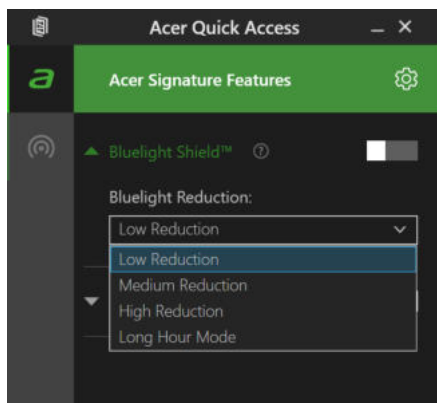 Acer Quick Access
a
Acer Signature Features
Bluelight Shield™ ?
Bluelight Reduction:
Low Reduction
Low Reduction
Medium Reduction
High Reduction
Long Hour Mode